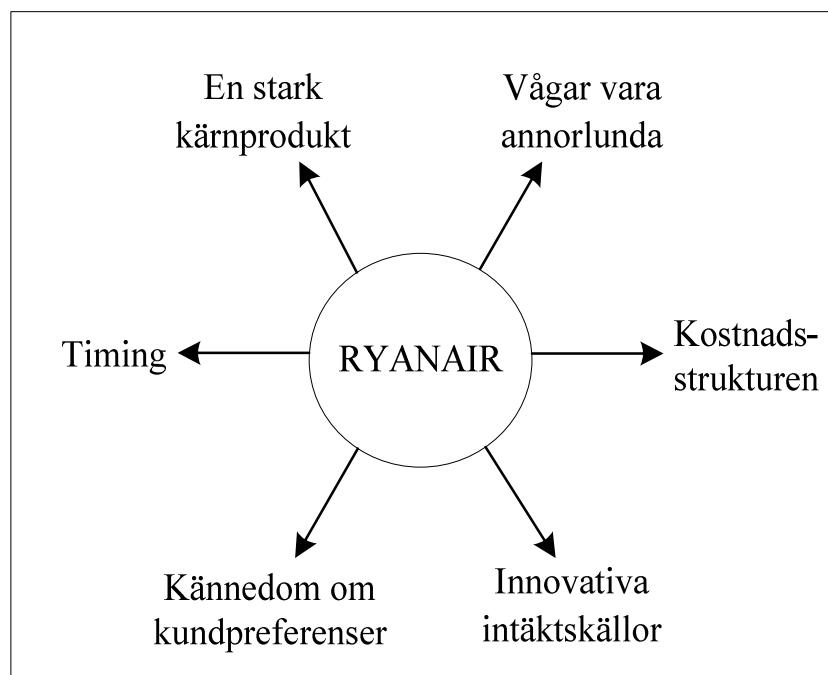 En stark
kärnprodukt
Vågar vara
annorlunda
Timing
RYANAIR
Kostnads-
strukturen
Kännedom om
kundpreferenser
Innovativa
intäktskällor